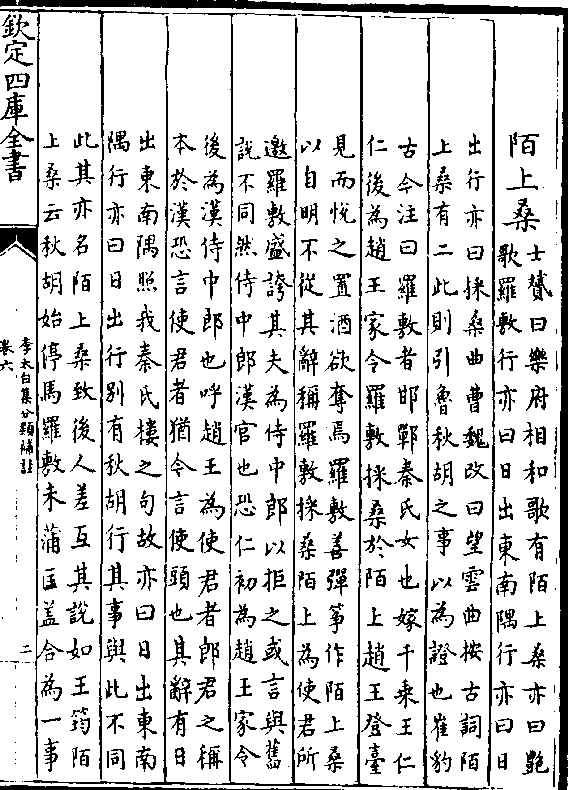 陌上桑士贇曰樂府相和歌有陌上桑亦曰艶
歌羅敷行亦曰日出東南隅行亦曰日
出行亦曰採桑曲曹魏改曰望雲曲按古詞陌
上桑有二此則引魯秋胡之事以為證也崔豹
古今注曰羅敷者邯鄲秦氏女也嫁千乗王仁
仁後為趙王家令羅敷採桑於陌上趙王登臺
見而悦之置酒欲奪焉羅敷善彈筝作陌上桑
以自明不從其辭稱羅敷採桑陌上為使君所
邀羅敷盛誇其夫為侍中郎以拒之或言與舊
説不同然侍中郎漢官也恐仁初為趙王家令
後為漢侍中郎也呼趙王為使君者郎君之稱
本於漢恐言使君者猶今言使頭也其辭有日
出東南隅照我秦氏樓之句故亦曰日出東南
隅行亦曰日出行别有秋胡行其事與此不同
此其亦名陌上桑致後人差互其說如王筠陌
上桑云秋胡始停馬羅敷未蒲匡盖合為一事
欽定四庫全書
李太白集分類補註
卷六
二